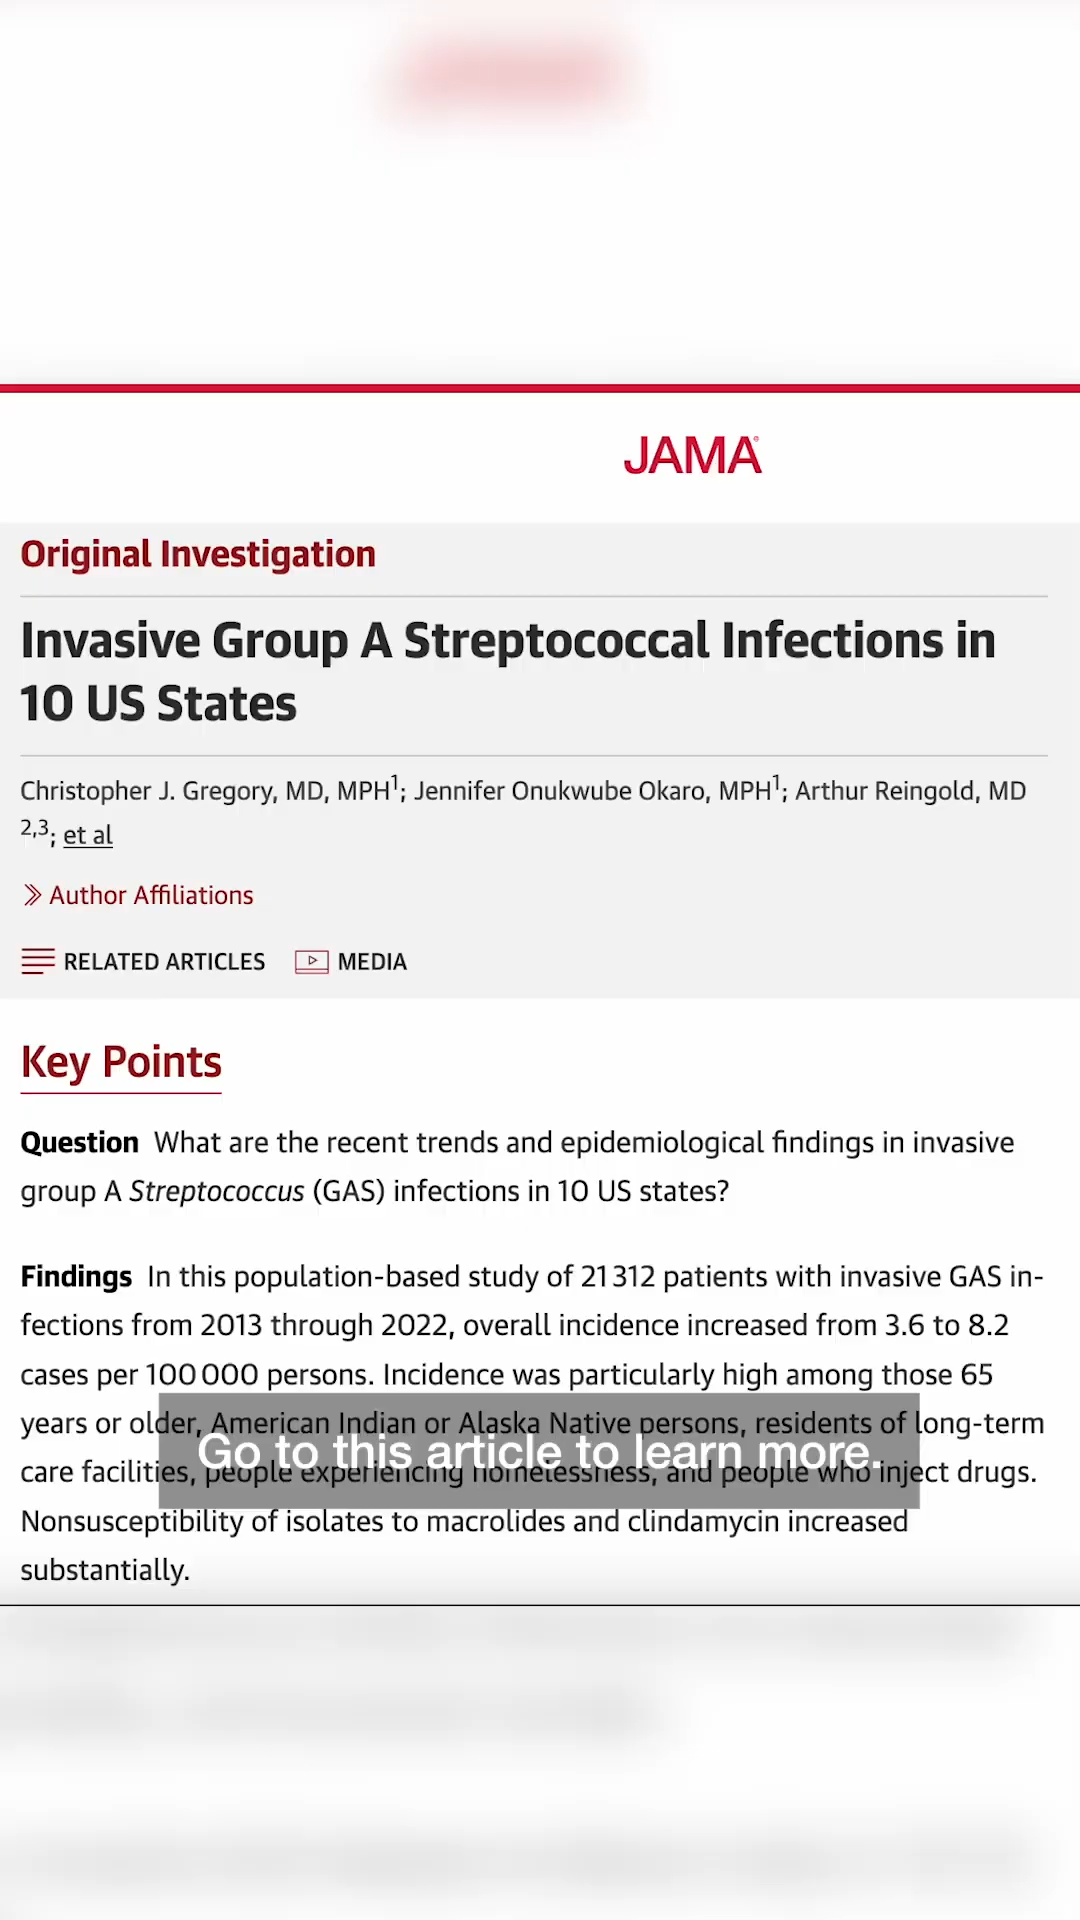 JAMA
Original Investigation
Invasive Group A Streptococcal Infections in
10 US States
Christopher J. Gregory, MD, MPH1; Jennifer Onukwube Okaro, MPH1; Arthur Reingold, MD
2,3; et al
Author Affiliations
RELATED ARTICLES MEDIA
Key Points
Question What are the recent trends and epidemiological findings in invasive
group A Streptococcus (GAS) infections in 10 US states?
Findings In this population-based study of 21 312 patients with invasive GAS in-
fections from 2013 through 2022, overall incidence increased from 3.6 to 8.2
cases per 100 000 persons. Incidence was particularly high among those 65
years or older, American Indian or Alaska Native persons, residents of long-term
Go to this article to learn more.
care facilities, people experiencing homelessness, and people who inject drugs.
Nonsusceptibility of isolates to macrolides and clindamycin increased
substantially.